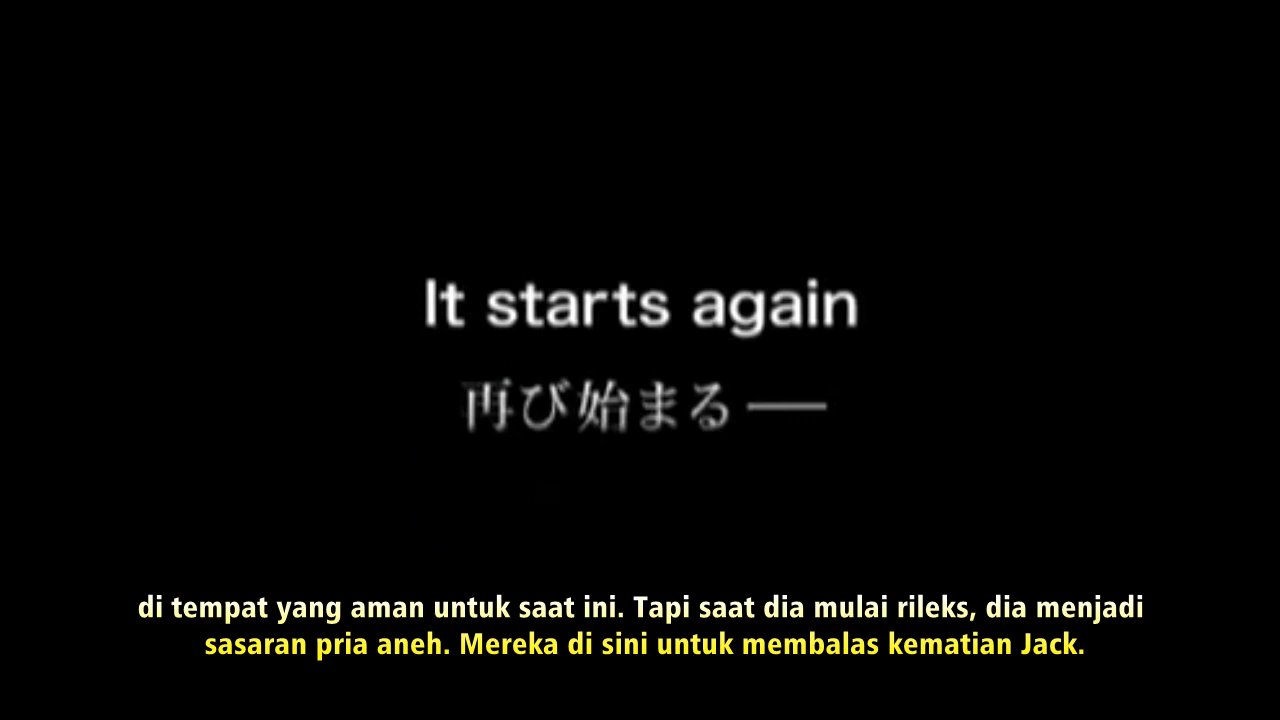 It starts again
再び始まる――
di tempat yang aman untuk saat ini. Tapi saat dia mulai rileks, dia menjadi
sasaran pria aneh. Mereka di sini untuk membalas kematian Jack.